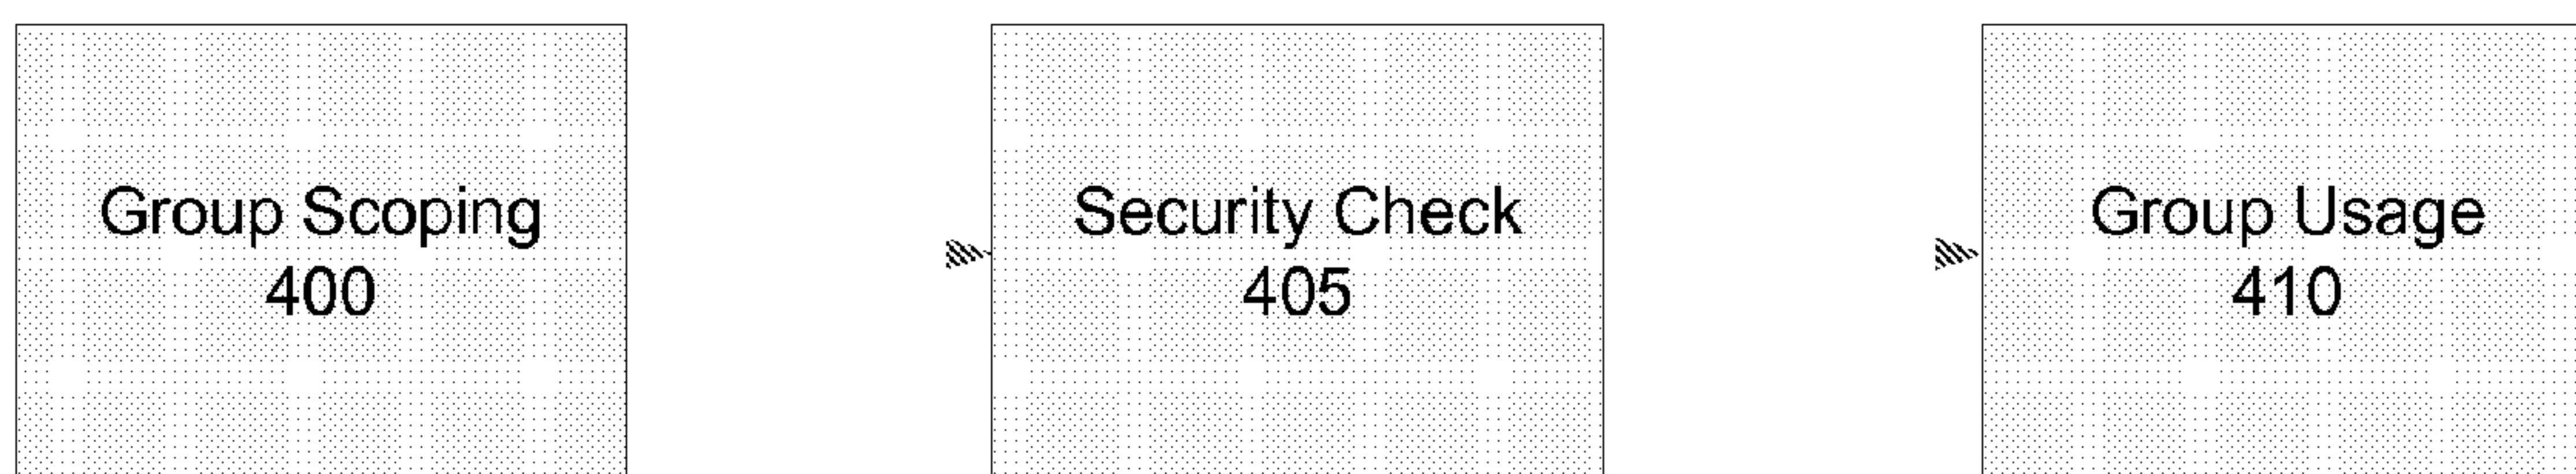 Group Scoping
400
Security Check
405
Group Usage
410